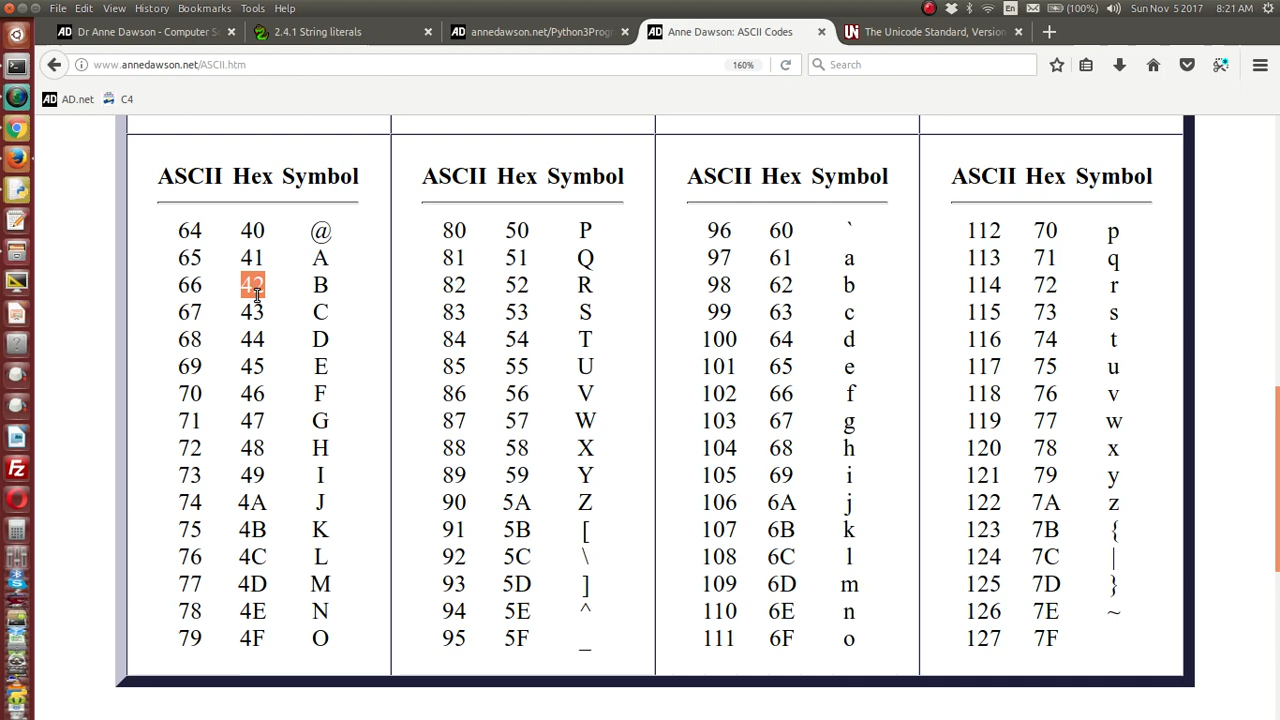 File Edit View History Bookmarks Tools Help En (100%) Sun Nov 5 2017 8:21 AM
AD Dr Anne Dawson - Computer Sc × 2.4.1 String literals × AD annedawson.net/Python3Progr × AD Anne Dawson: ASCII Codes × The Unicode Standard, Version ×
www.annedawson.net/ASCII.htm 160% Search
AD AD.net C4
ASCII Hex Symbol ASCII Hex Symbol ASCII Hex Symbol ASCII Hex Symbol
64 40 @ 80 50 P 96 60 ` 112 70 p
65 41 A 81 51 Q 97 61 a 113 71 q
66 42 B 82 52 R 98 62 b 114 72 r
67 43 C 83 53 S 99 63 c 115 73 s
68 44 D 84 54 T 100 64 d 116 74 t
69 45 E 85 55 U 101 65 e 117 75 u
70 46 F 86 56 V 102 66 f 118 76 v
71 47 G 87 57 W 103 67 g 119 77 w
72 48 H 88 58 X 104 68 h 120 78 x
73 49 I 89 59 Y 105 69 i 121 79 y
74 4A J 90 5A Z 106 6A j 122 7A z
75 4B K 91 5B [ 107 6B k 123 7B {
76 4C L 92 5C \ 108 6C l 124 7C |
77 4D M 93 5D ] 109 6D m 125 7D }
78 4E N 94 5E ^ 110 6E n 126 7E ~
79 4F O 95 5F _ 111 6F o 127 7F